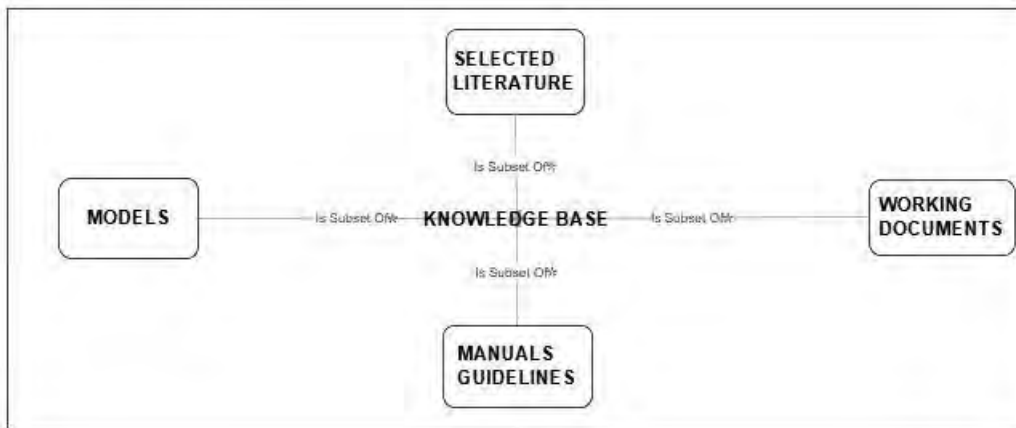 SELECTED
LITERATURE
Is Subset Of*
MODELS
Is Subset Of*
KNOWLEDGE BASE
Is Subset Of*
WORKING
DOCUMENTS
Is Subset Of*
MANUALS
GUIDELINES